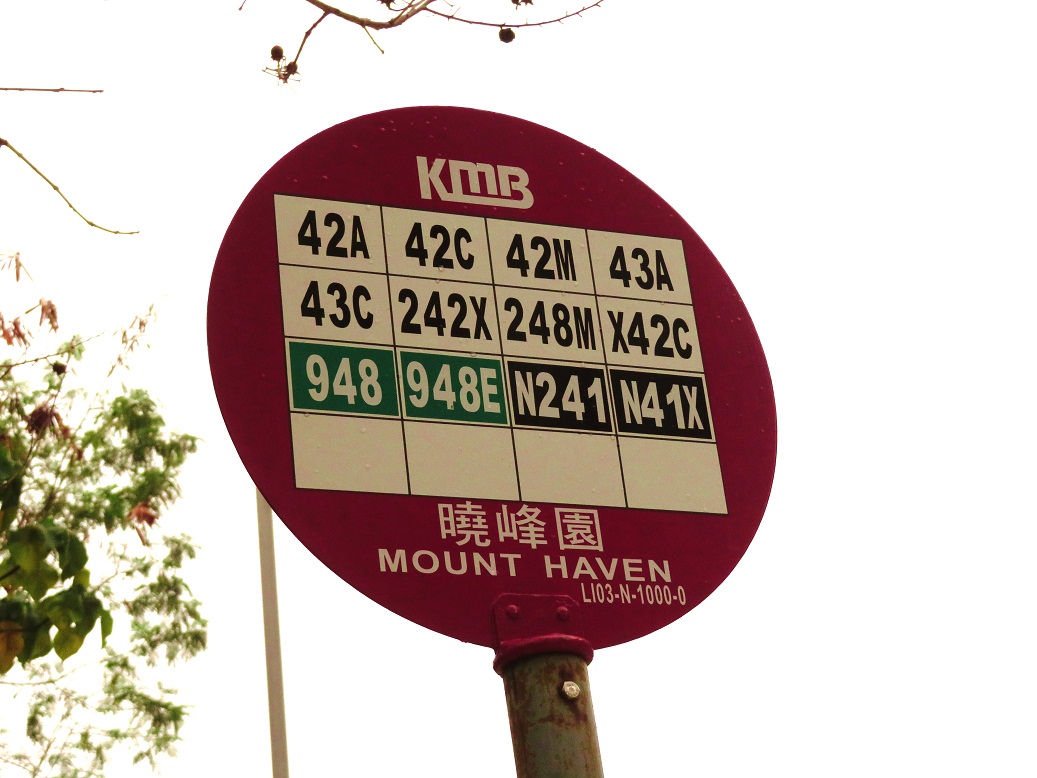 KMB
42A 42C 42M 43A
43C 242X 248M X42C
948 948E N241 N41X
曉峰園
MOUNT HAVEN
LI03-N-1000-0